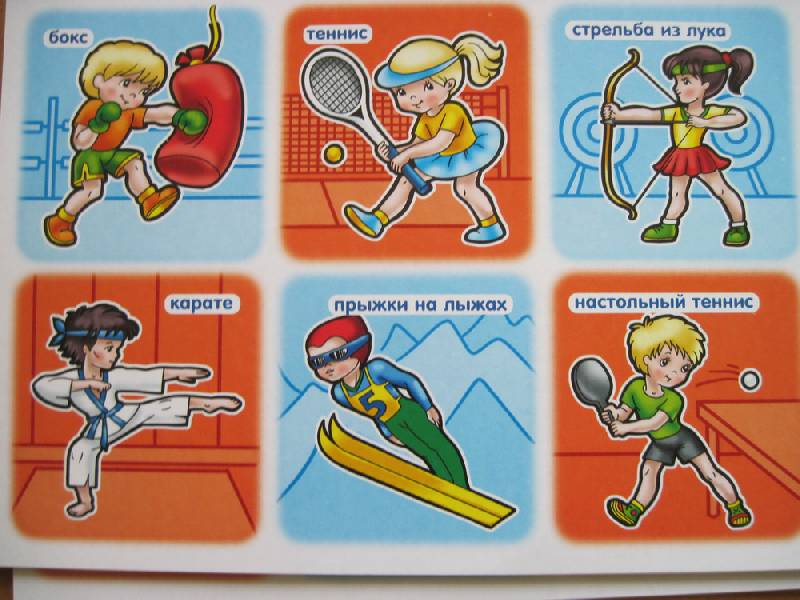 бокс
теннис
стрельба из лука
карате
прыжки на лыжах
настольный теннис
5